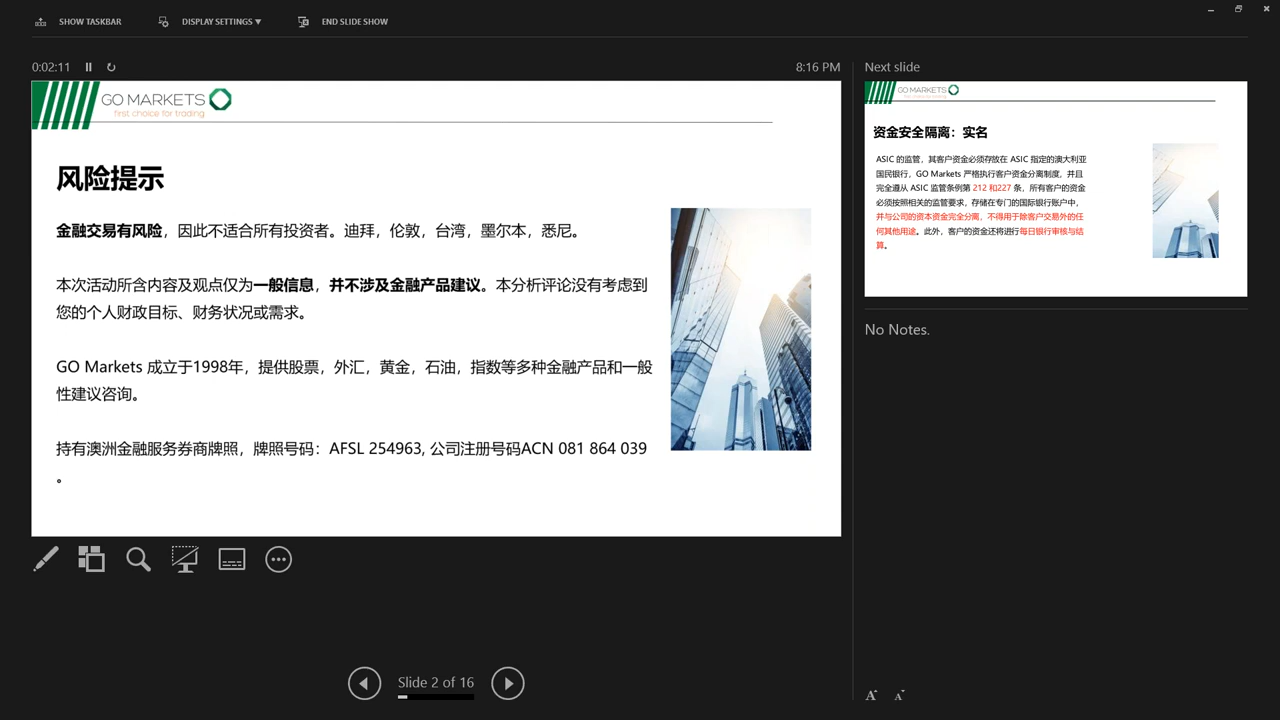 SHOW TASKBAR
DISPLAY SETTINGS ▼
END SLIDE SHOW
0:02:11
8:16 PM
GO MARKETS
first choice for trading
风险提示
金融交易有风险，因此不适合所有投资者。迪拜，伦敦，台湾，墨尔本，悉尼。
本次活动所含内容及观点仅为一般信息，并不涉及金融产品建议。本分析评论没有考虑到
您的个人财政目标、财务状况或需求。
GO Markets 成立于1998年，提供股票，外汇，黄金，石油，指数等多种金融产品和一般
性建议咨询。
持有澳洲金融服务券商牌照，牌照号码：AFSL 254963, 公司注册号码ACN 081 864 039
。
Slide 2 of 16
Next slide
GO MARKETS
first choice for trading
资金安全隔离：实名
ASIC 的监管，其客户资金必须存放在 ASIC 指定的澳大利亚
国民银行，GO Markets 严格执行客户资金分离制度，并且
完全遵从 ASIC 监管条例第 212 和227 条，所有客户的资金
必须按照相关的监管要求，存储在专门的国际银行账户中，
并与公司的资本资金完全分离，不得用于除客户交易外的任
何其他用途。此外，客户的资金还将进行每日银行审核与结
算。
No Notes.
A
A